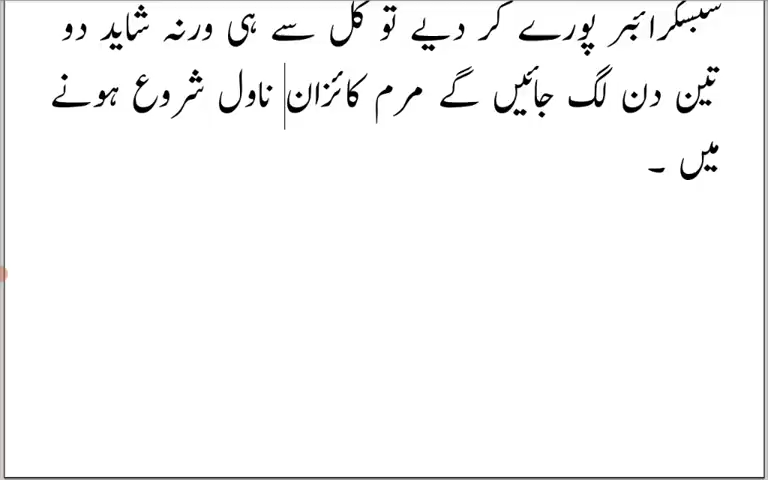 سبسکرائبر پورے کر دیے تو کل سے ہی ورنہ شاید دو
تین دن لگ جائیں گے مرم کائزان ناول شروع ہونے
میں ۔